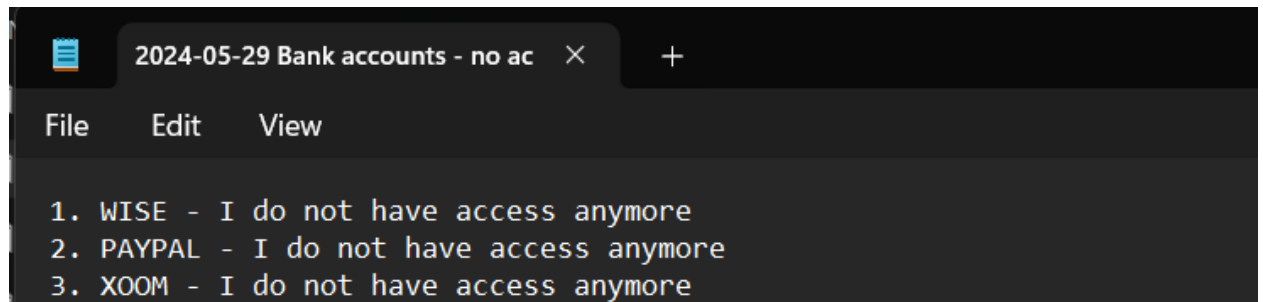 2024-05-29 Bank accounts - no ac
File Edit View
1. WISE - I do not have access anymore
2. PAYPAL - I do not have access anymore
3. XOOM - I do not have access anymore